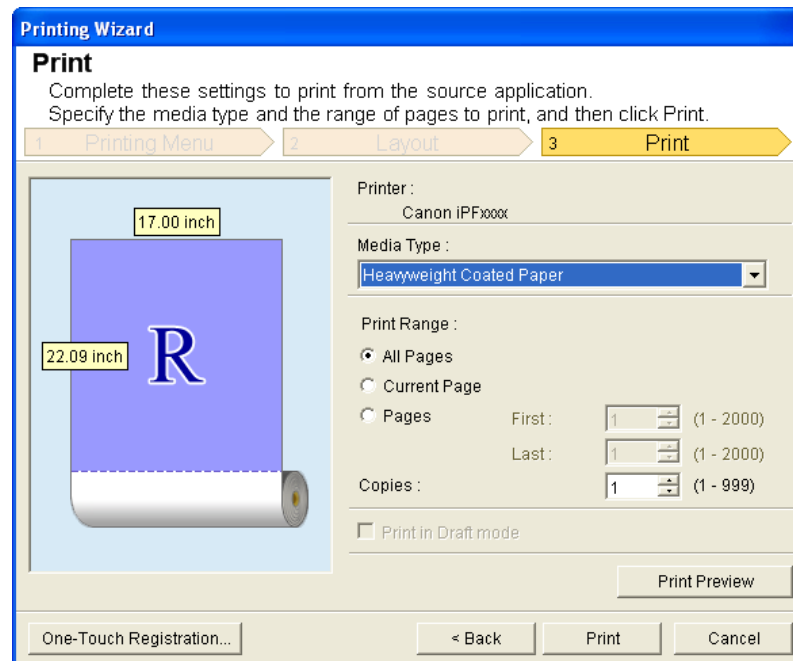 Printing Wizard
Print
Complete these settings to print from the source application.
Specify the media type and the range of pages to print, and then click Print.
1 Printing Menu 2 Layout 3 Print
17.00 inch
22.09 inch
R
Printer :
Canon iPFxxxx
Media Type :
Heavyweight Coated Paper
Print Range :
All Pages
Current Page
Pages First : 1 (1 - 2000)
Last : 1 (1 - 2000)
Copies : 1 (1 - 999)
Print in Draft mode
Print Preview
One-Touch Registration... < Back Print Cancel